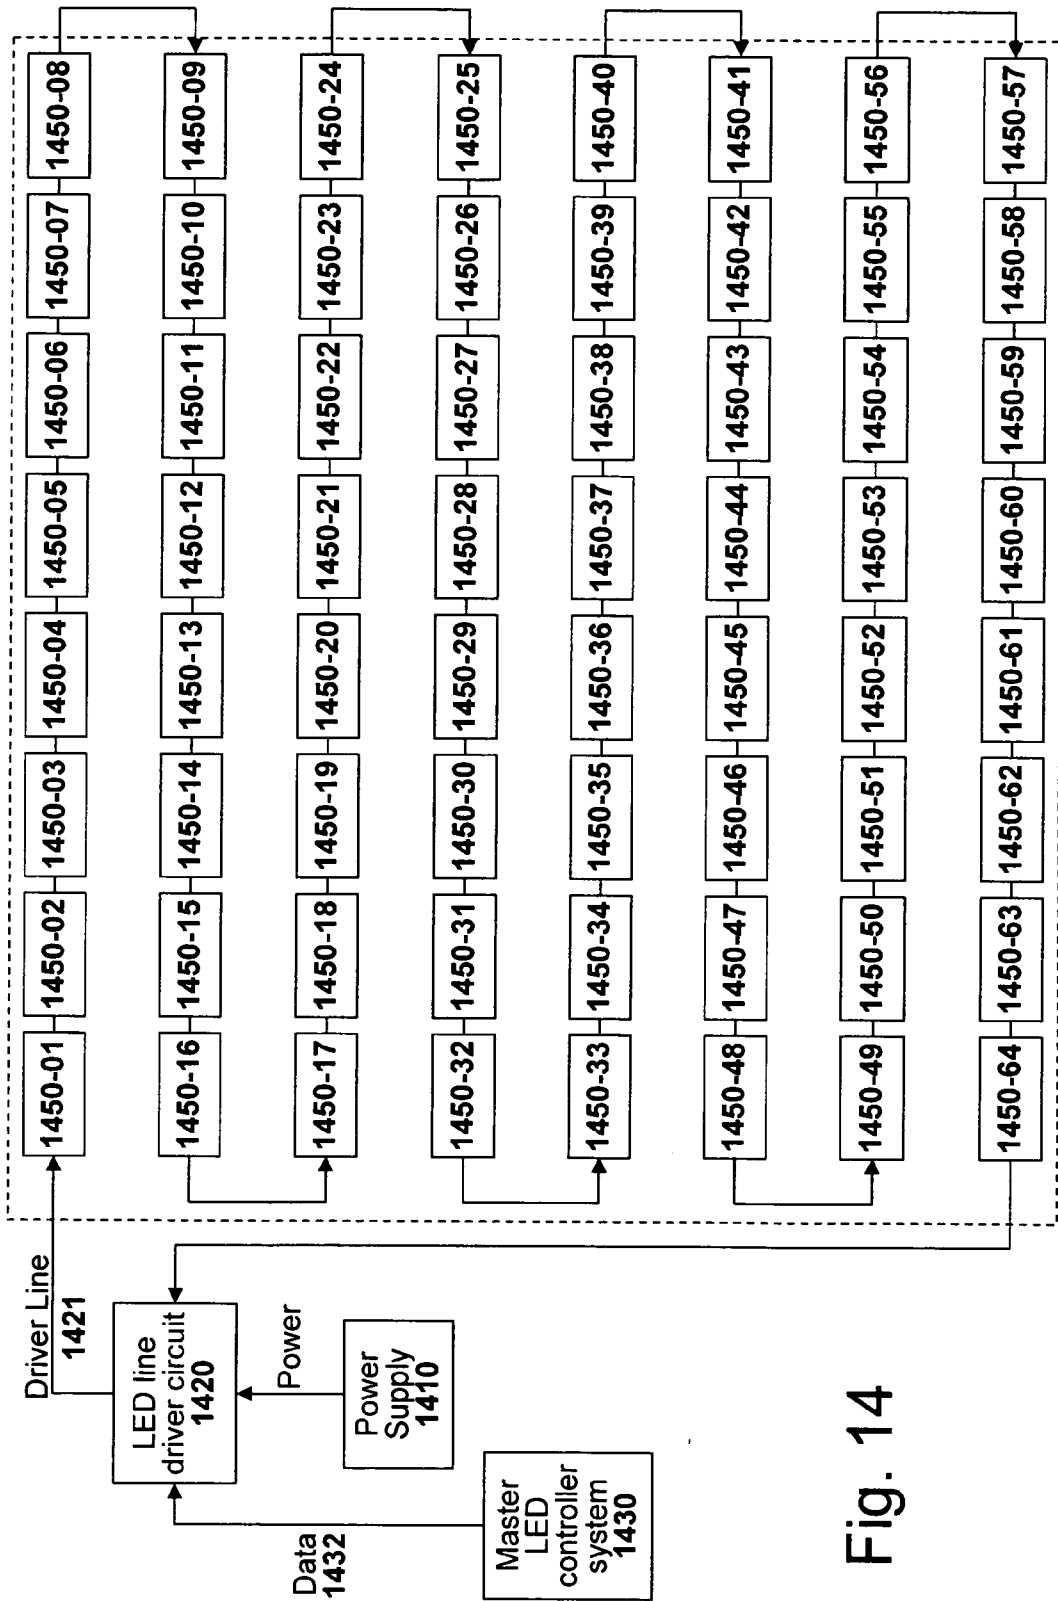 Driver Line
1421
LED line
driver circuit
1420
Power
Power
Supply
1410
Data
1432
Master
LED
controller
system
1430
1450-01 1450-02 1450-03 1450-04 1450-05 1450-06 1450-07 1450-08
1450-16 1450-15 1450-14 1450-13 1450-12 1450-11 1450-10 1450-09
1450-17 1450-18 1450-19 1450-20 1450-21 1450-22 1450-23 1450-24
1450-32 1450-31 1450-30 1450-29 1450-28 1450-27 1450-26 1450-25
1450-33 1450-34 1450-35 1450-36 1450-37 1450-38 1450-39 1450-40
1450-48 1450-47 1450-46 1450-45 1450-44 1450-43 1450-42 1450-41
1450-49 1450-50 1450-51 1450-52 1450-53 1450-54 1450-55 1450-56
1450-64 1450-63 1450-62 1450-61 1450-60 1450-59 1450-58 1450-57
Fig. 14